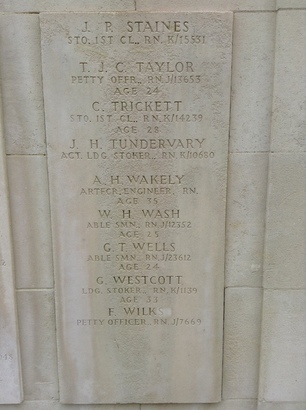 J. P. STAINES
STO. 1ST CL., RN. K/15551
T. J. C. TAYLOR
PETTY OFFR., RN. J/13653
AGE 24
C. TRICKETT
STO. 1ST CL., RN. K/14239
AGE 28
J. H. TUNDERVARY
ACT. LDG. STOKER., RN. K/10680
A. H. WAKELY
ARTFCR. ENGINEER, RN.
AGE 35
W. H. WASH
ABLE SMN., RN J/12352
AGE 25
G. T. WELLS
ABLE SMN., RN J/23612
AGE 24
G. WESTCOTT
LDG. STOKER., RN. K/1139
AGE 33
F. WILKS
PETTY OFFICER., RN J/7669